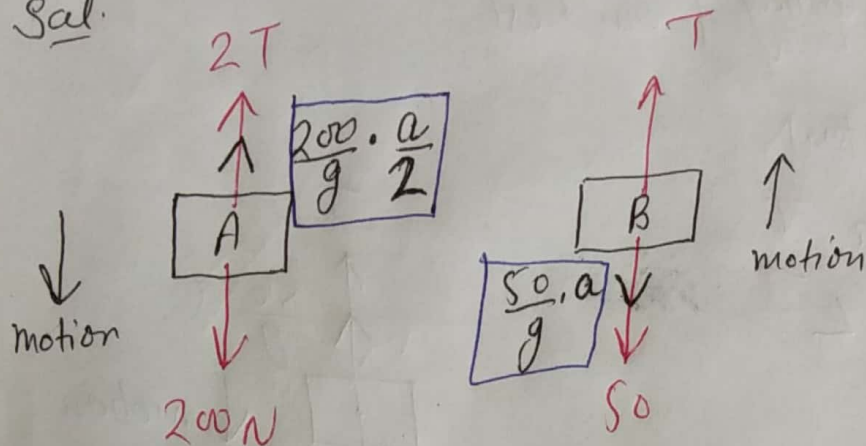 Sol.
2T
T
200/g . a/2
A
B
motion
motion
50/g . a
200N
50